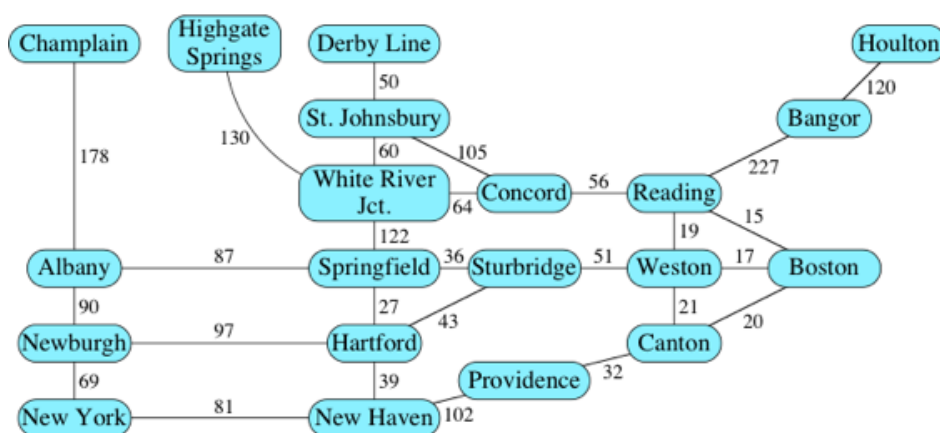 Champlain
Highgate
Springs
Derby Line
Houlton
50
120
St. Johnsbury
Bangor
130
178
60
105
227
White River
Jct.
64
Concord
56
Reading
122
19
15
Albany
87
Springfield
36
Sturbridge
51
Weston
17
Boston
90
27
43
21
20
Newburgh
97
Hartford
Canton
69
39
Providence
32
New York
81
New Haven
102